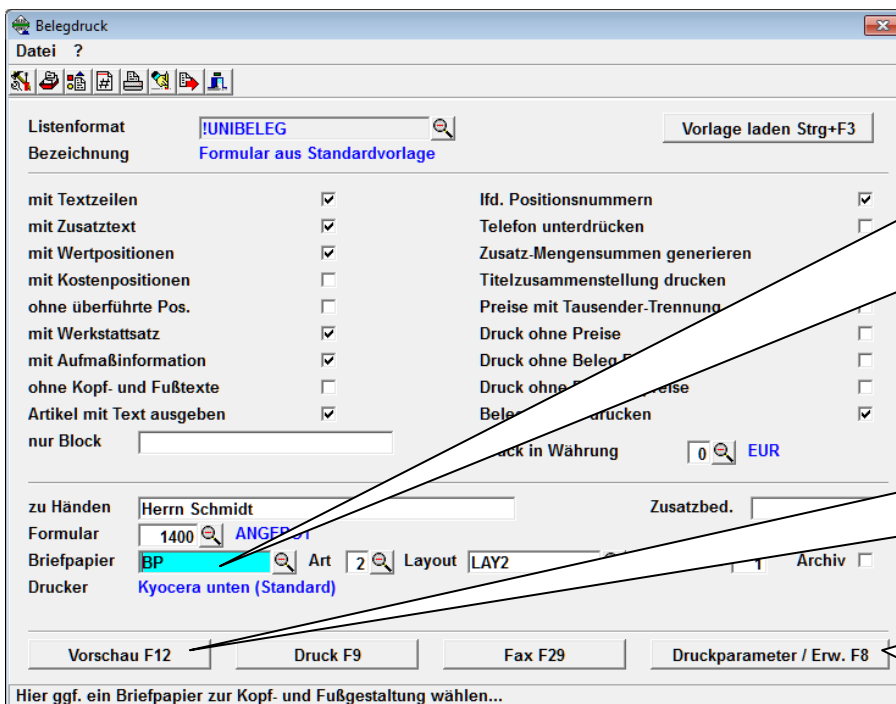 Belegdruck
Datei ?
Listenformat !UNIBELEG Vorlage laden Strg+F3
Bezeichnung Formular aus Standardvorlage
mit Textzeilen lfd. Positionsnummern
mit Zusatztext Telefon unterdrücken
mit Wertpositionen Zusatz-Mengensummen generieren
mit Kostenpositionen Titelzusammenstellung drucken
ohne überführte Pos. Preise mit Tausender-Trennung
mit Werkstattsatz Druck ohne Preise
mit Aufmaßinformation Druck ohne Beleg
ohne Kopf- und Fußtexte Druck ohne
Artikel mit Text ausgeben drucken
nur Block in Währung 0 EUR
zu Händen Herrn Schmidt Zusatzbed.
Formular 1400 ANGEBOT
Briefpapier BP Art 2 Layout LAY2 1 Archiv
Drucker Kyocera unten (Standard)
Vorschau F12 Druck F9 Fax F29 Druckparameter / Erw. F8
Hier ggf. ein Briefpapier zur Kopf- und Fußgestaltung wählen...